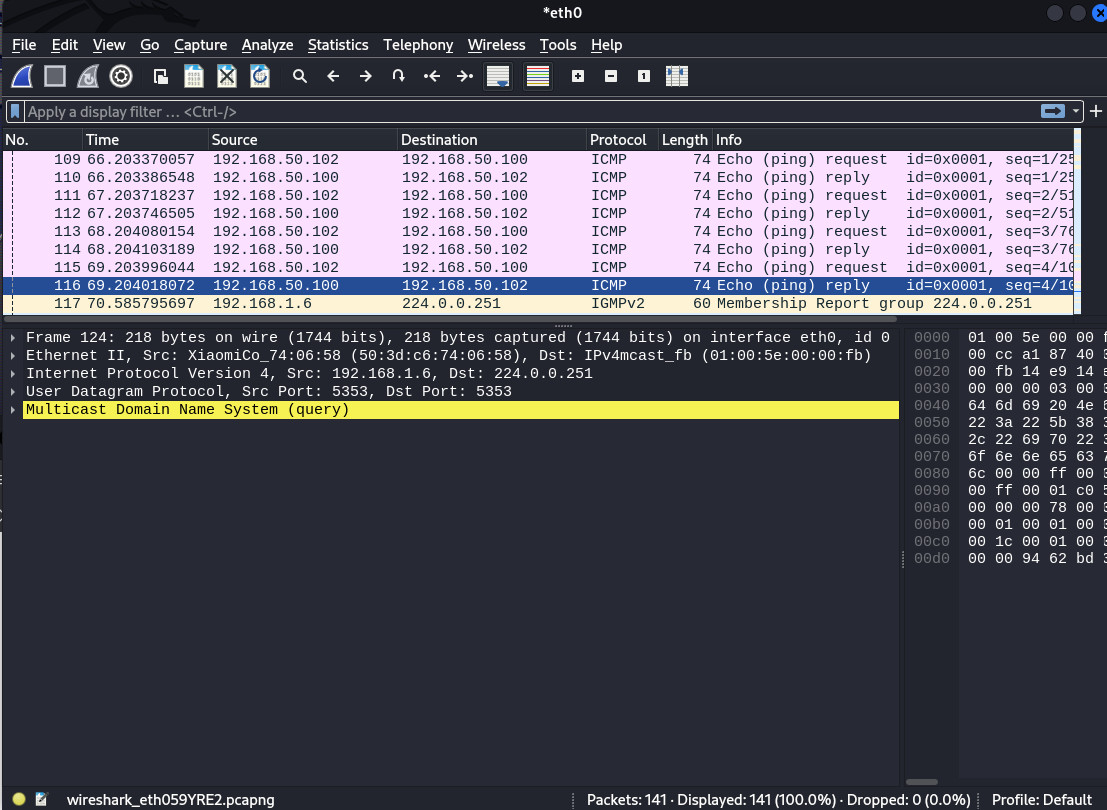 *eth0
File Edit View Go Capture Analyze Statistics Telephony Wireless Tools Help
Apply a display filter ... <Ctrl-/>
No. Time Source Destination Protocol Length Info
109 66.203370057 192.168.50.102 192.168.50.100 ICMP 74 Echo (ping) request id=0x0001, seq=1/25
110 66.203386548 192.168.50.100 192.168.50.102 ICMP 74 Echo (ping) reply id=0x0001, seq=1/25
111 67.203718237 192.168.50.102 192.168.50.100 ICMP 74 Echo (ping) request id=0x0001, seq=2/51
112 67.203746505 192.168.50.100 192.168.50.102 ICMP 74 Echo (ping) reply id=0x0001, seq=2/51
113 68.204080154 192.168.50.102 192.168.50.100 ICMP 74 Echo (ping) request id=0x0001, seq=3/76
114 68.204103189 192.168.50.100 192.168.50.102 ICMP 74 Echo (ping) reply id=0x0001, seq=3/76
115 69.203996044 192.168.50.102 192.168.50.100 ICMP 74 Echo (ping) request id=0x0001, seq=4/10
116 69.204018072 192.168.50.100 192.168.50.102 ICMP 74 Echo (ping) reply id=0x0001, seq=4/10
117 70.585795697 192.168.1.6 224.0.0.251 IGMPv2 60 Membership Report group 224.0.0.251
Frame 124: 218 bytes on wire (1744 bits), 218 bytes captured (1744 bits) on interface eth0, id 0
Ethernet II, Src: XiaomiCo_74:06:58 (50:3d:c6:74:06:58), Dst: IPv4mcast_fb (01:00:5e:00:00:fb)
Internet Protocol Version 4, Src: 192.168.1.6, Dst: 224.0.0.251
User Datagram Protocol, Src Port: 5353, Dst Port: 5353
Multicast Domain Name System (query)
0000 01 00 5e 00 00
0010 00 cc a1 87 40
0020 00 fb 14 e9 14
0030 00 00 00 03 00
0040 64 6d 69 20 4e
0050 22 3a 22 5b 38
0060 2c 22 69 70 22
0070 6f 6e 6e 65 63
0080 6c 00 00 ff 00
0090 00 ff 00 01 c0
00a0 00 00 00 78 00
00b0 00 01 00 01 00
00c0 00 1c 00 01 00
00d0 00 00 94 62 bd
wireshark_eth059YRE2.pcapng
Packets: 141 · Displayed: 141 (100.0%) · Dropped: 0 (0.0%)
Profile: Default